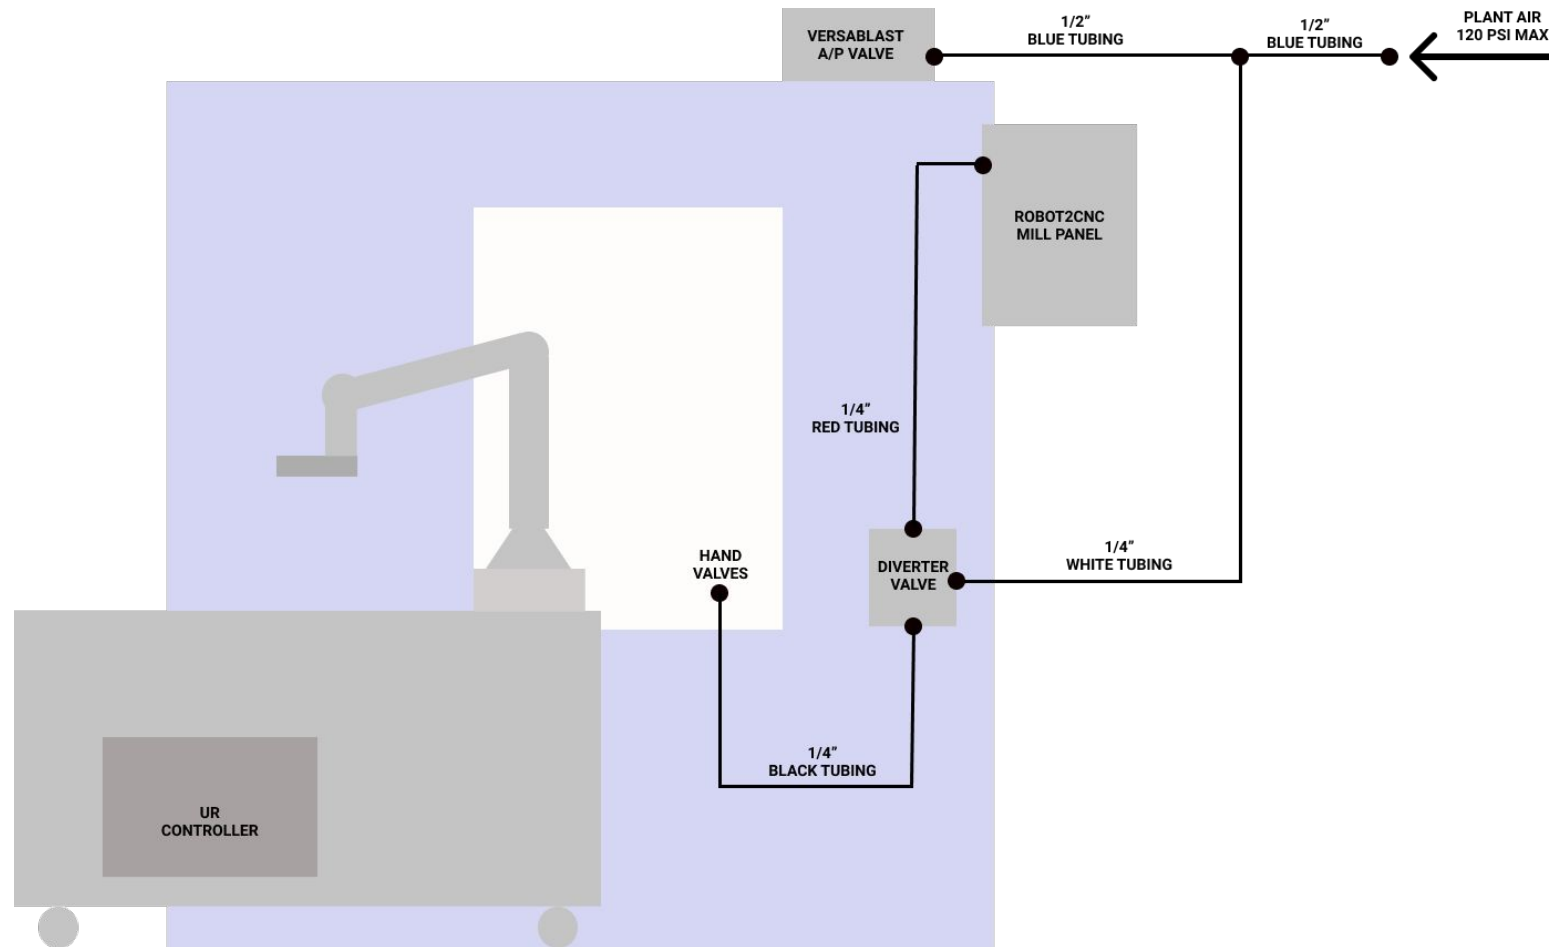 VERSABLAST
A/P VALVE
1/2”
BLUE TUBING
1/2”
BLUE TUBING
PLANT AIR
120 PSI MAX
ROBOT2CNC
MILL PANEL
1/4”
RED TUBING
HAND
VALVES
DIVERTER
VALVE
1/4”
WHITE TUBING
1/4”
BLACK TUBING
UR
CONTROLLER